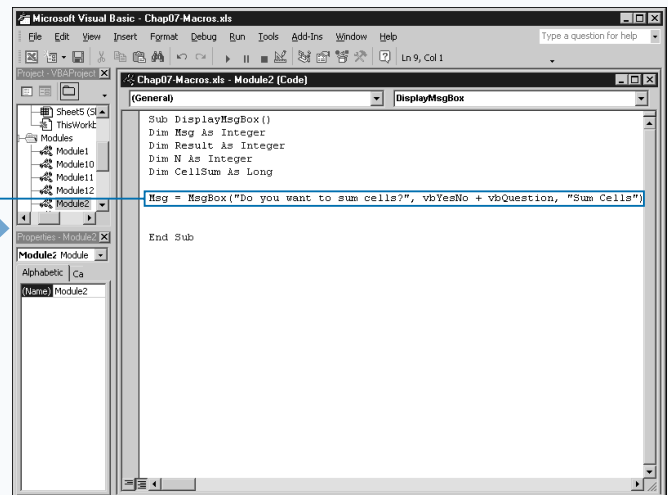 Microsoft Visual Basic - Chap07-Macros.xls
File Edit View Insert Format Debug Run Tools Add-Ins Window Help
Type a question for help
Ln 9, Col 1
Project - VBAProject
Chap07-Macros.xls - Module2 (Code)
(General)
DisplayMsgBox
Sheet5 (Sl
ThisWorkb
Modules
Module1
Module10
Module11
Module12
Module2
Sub DisplayMsgBox()
Dim Msg As Integer
Dim Result As Integer
Dim N As Integer
Dim CellSum As Long
Msg = MsgBox("Do you want to sum cells?", vbYesNo + vbQuestion, "Sum Cells")
End Sub
Properties - Module2
Module2 Module
Alphabetic Ca
(Name) Module2